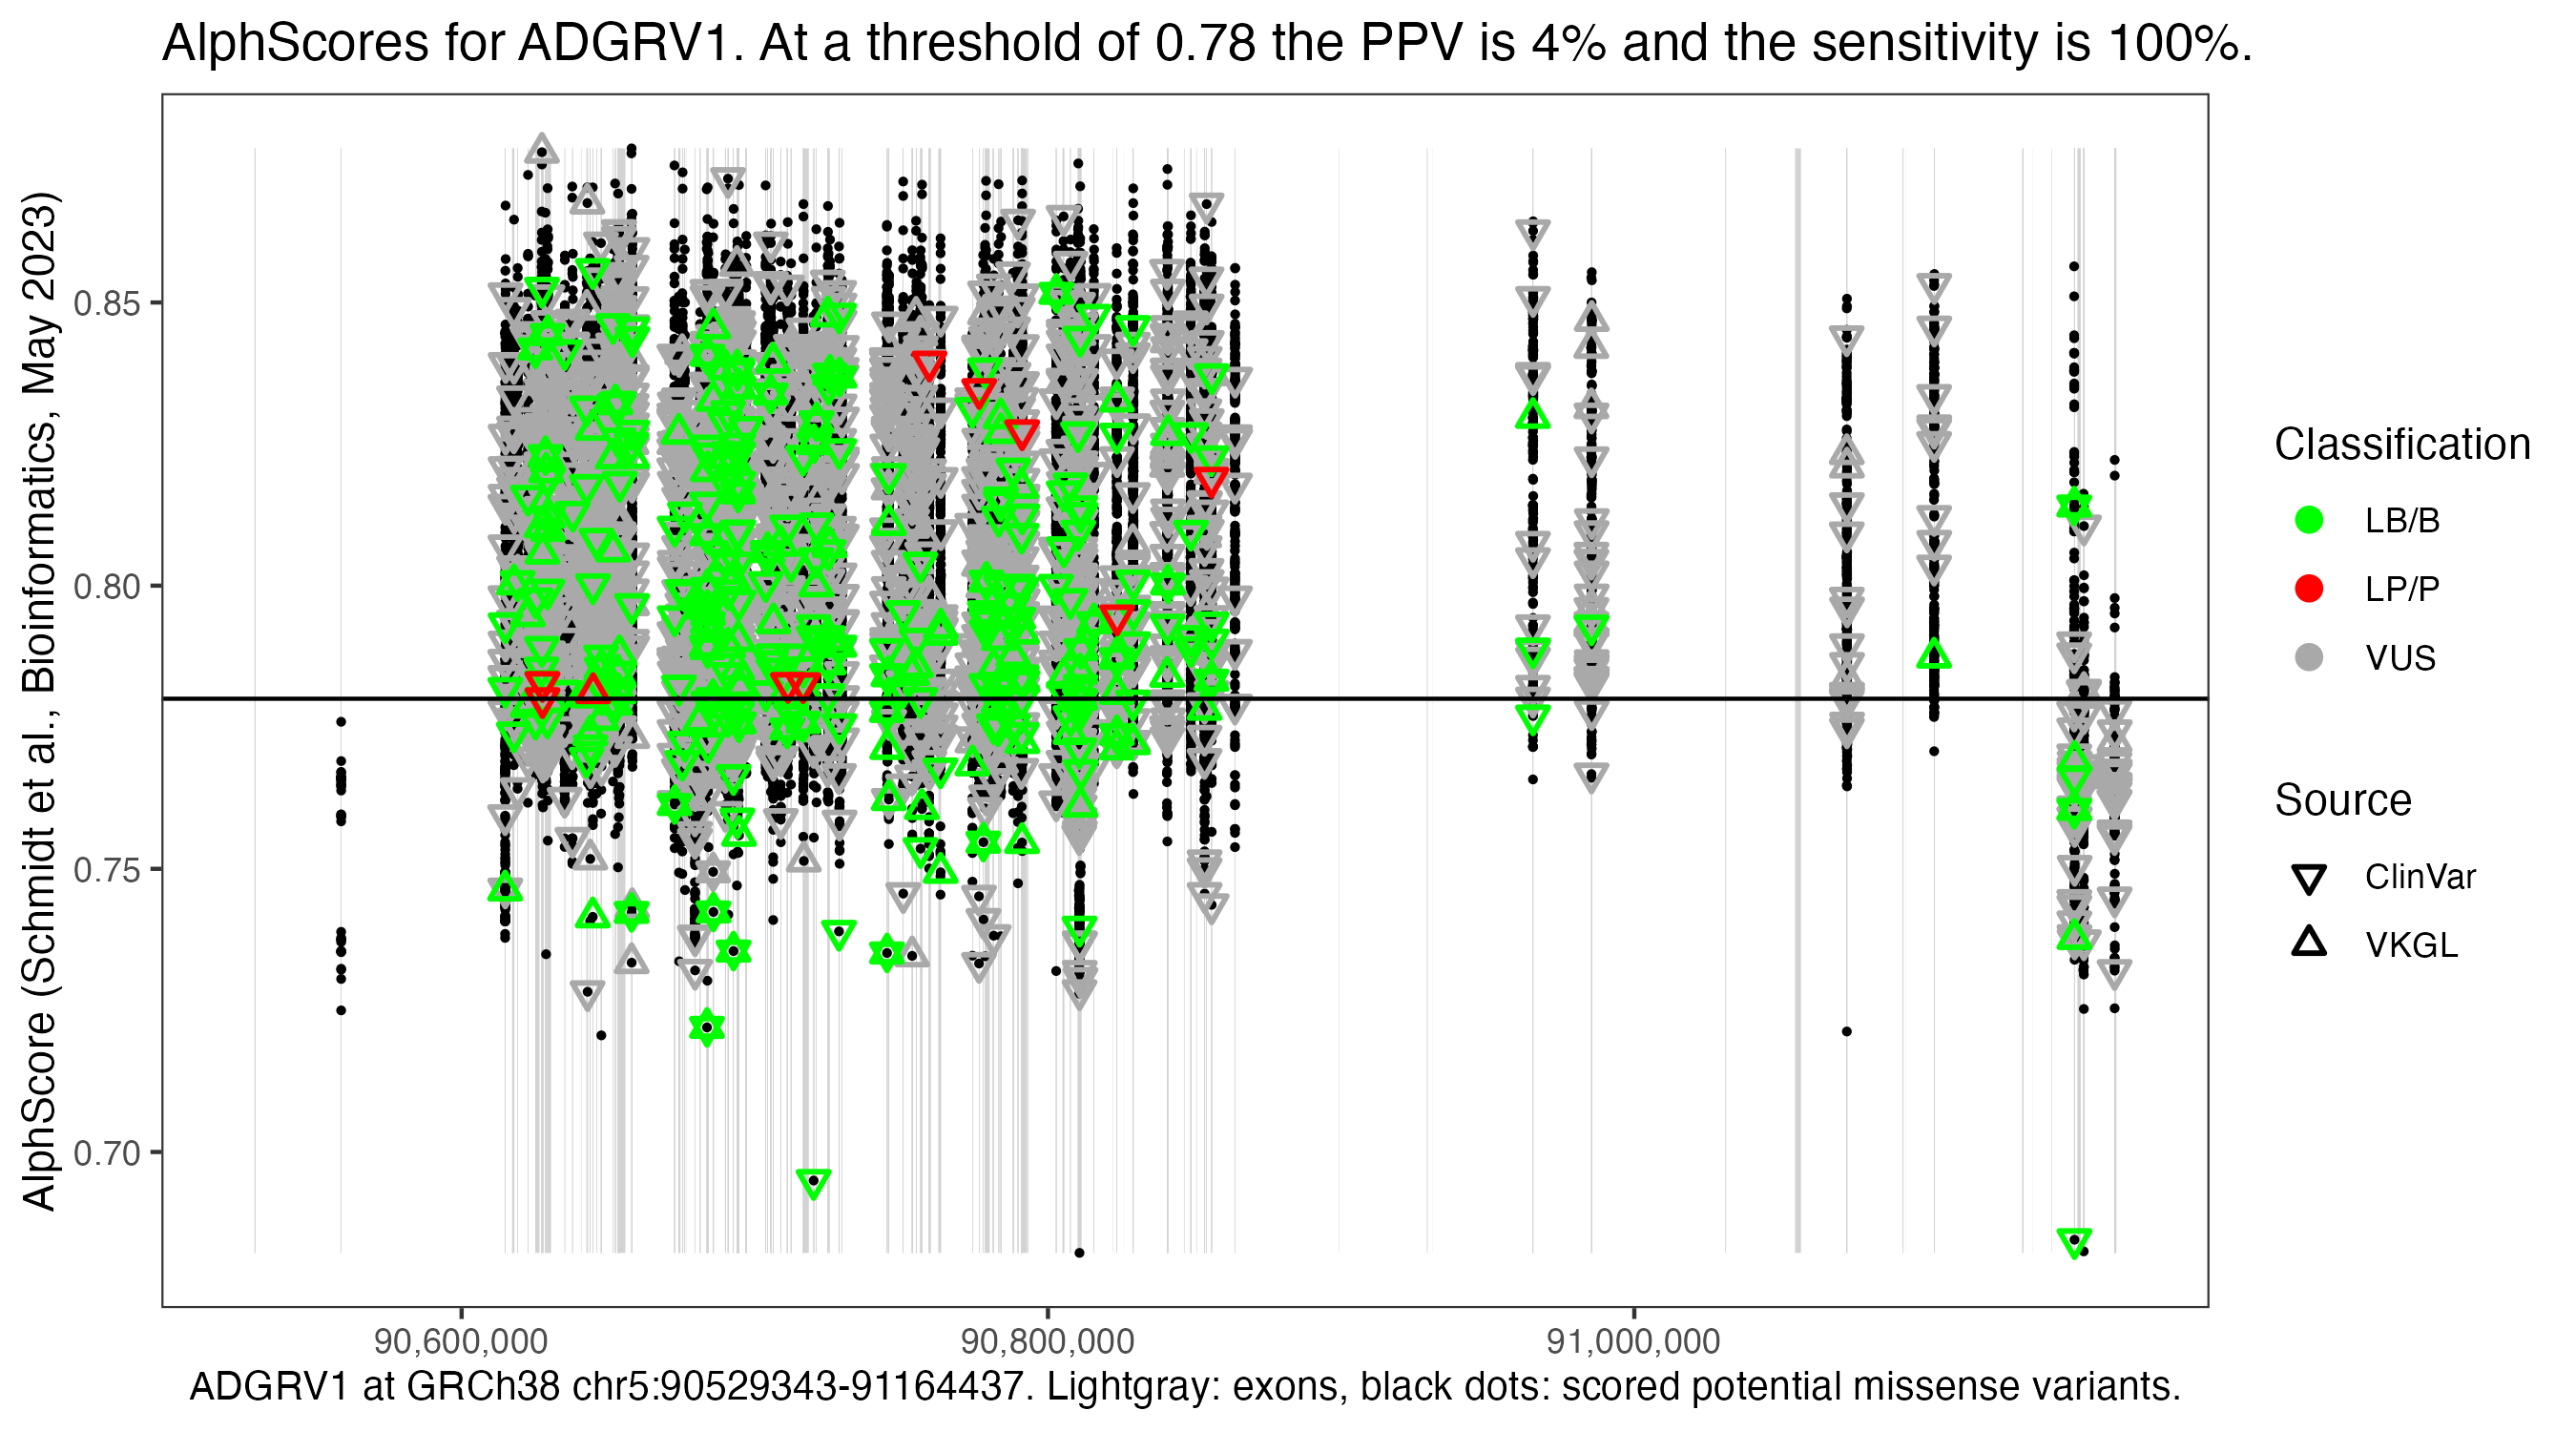 AlphScores for ADGRV1. At a threshold of 0.78 the PPV is 4% and the sensitivity is 100%.
AlphScore (Schmidt et al., Bioinformatics, May 2023)
0.85
0.80
0.75
0.70
90,600,000
90,800,000
91,000,000
ADGRV1 at GRCh38 chr5:90529343-91164437. Lightgray: exons, black dots: scored potential missense variants.
Classification
LB/B
LP/P
VUS
Source
ClinVar
VKGL